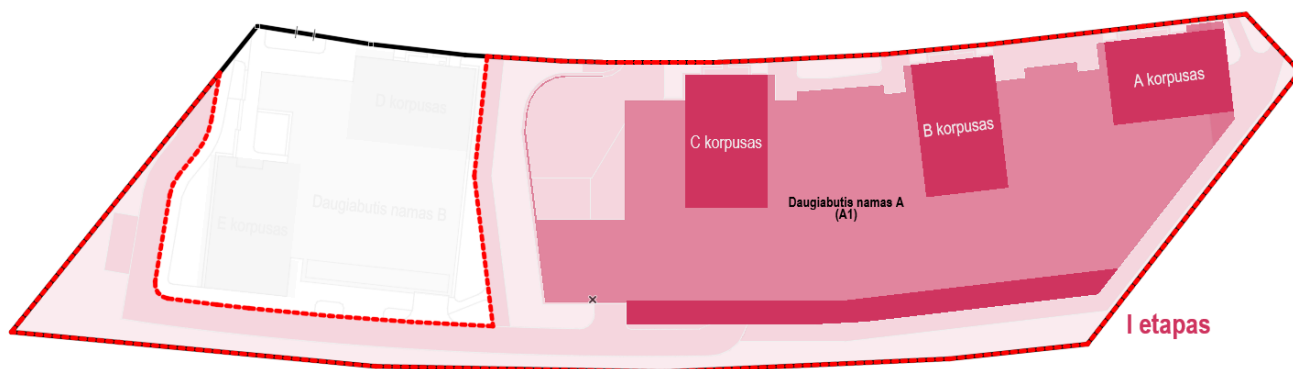 D korpusas
A korpusas
B korpusas
C korpusas
Daugiabutis namas B
E korpusas
Daugiabutis namas A
(A1)
I etapas